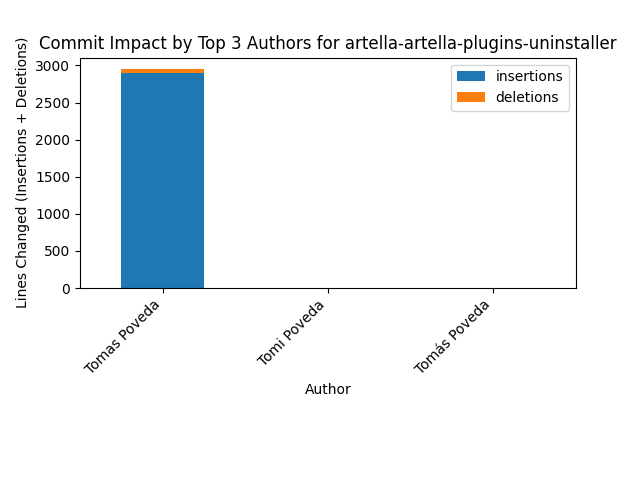 Commit Impact by Top 3 Authors for artella-artella-plugins-uninstaller
Lines Changed (Insertions + Deletions)
3000
2500
2000
1500
1000
500
0
insertions
deletions
Tomas Poveda
Tomi Poveda
Tomás Poveda
Author